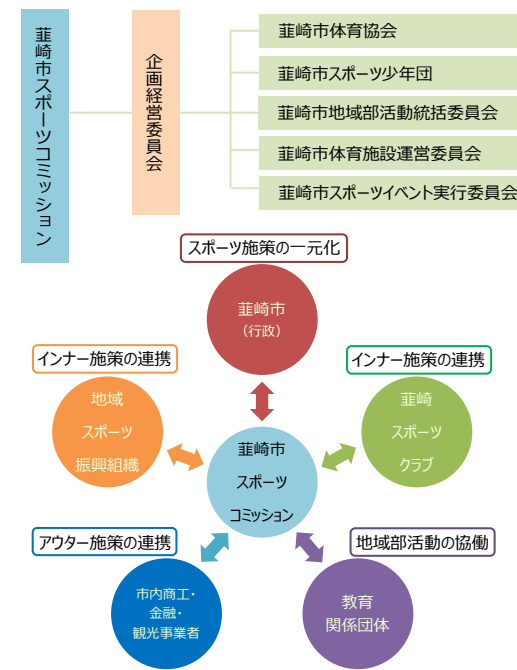 韮崎市スポーツコミッション
企画経営委員会
韮崎市体育協会
韮崎市スポーツ少年団
韮崎市地域部活動統括委員会
韮崎市体育施設運営委員会
韮崎市スポーツイベント実行委員会
スポーツ施策の一元化
韮崎市
(行政)
インナー施策の連携
地域
スポーツ
振興組織
インナー施策の連携
韮崎
スポーツ
クラブ
韮崎市
スポーツ
コミッション
アウター施策の連携
市内商工・
金融・
観光事業者
地域部活動の協働
教育
関係団体